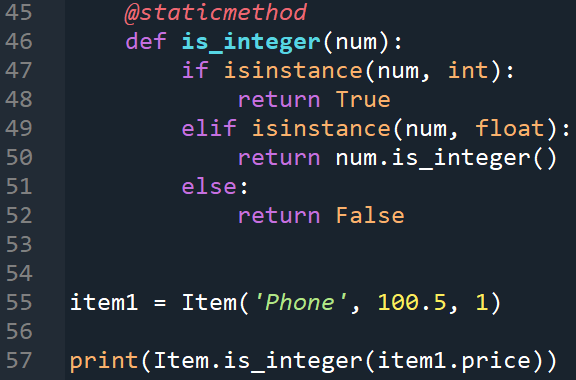 45     @staticmethod
46     def is_integer(num):
47         if isinstance(num, int):
48             return True
49         elif isinstance(num, float):
50             return num.is_integer()
51         else:
52             return False
53
54
55 item1 = Item('Phone', 100.5, 1)
56
57 print(Item.is_integer(item1.price))